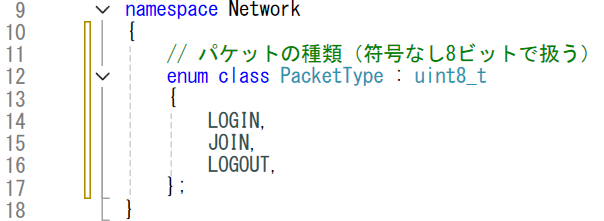 9 namespace Network
10 {
11 // パケットの種類（符号なし8ビットで扱う）
12 enum class PacketType : uint8_t
13 {
14 LOGIN,
15 JOIN,
16 LOGOUT,
17 };
18 }